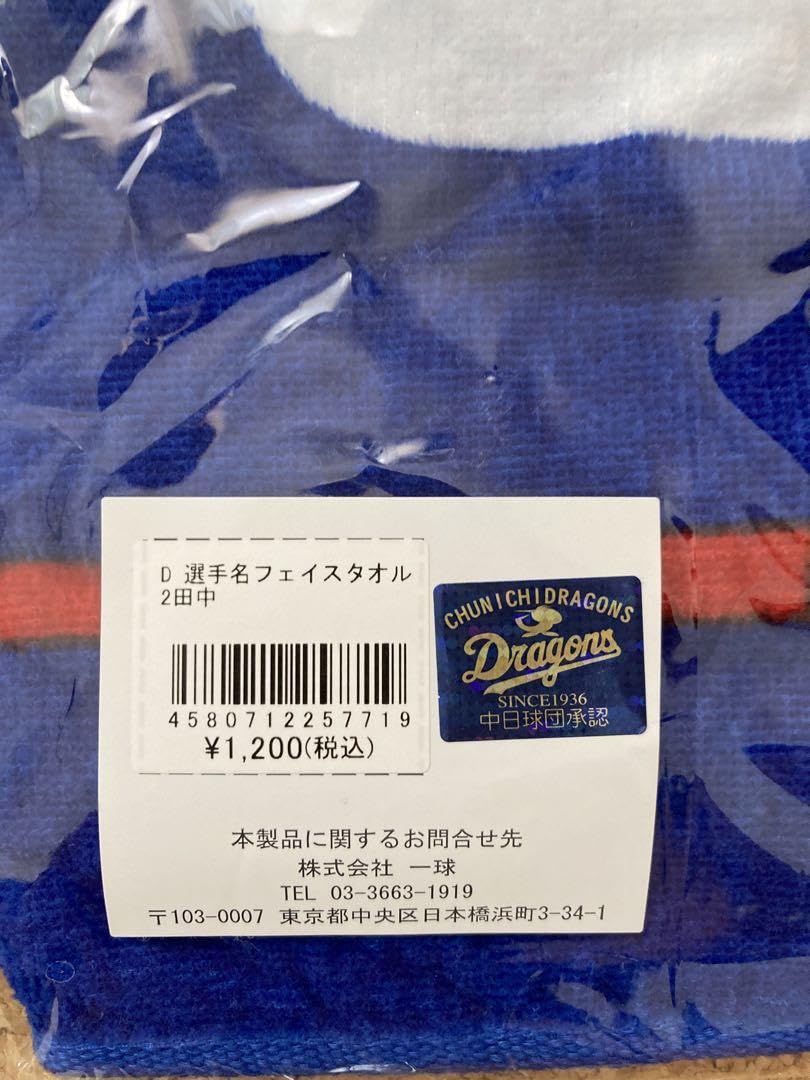 D 選手名フェイスタオル
2田中
4580712257719
¥1,200(税込)
CHUNICHIDRAGONS
Dragons
SINCE1936
中日球団承認
本製品に関するお問合せ先
株式会社 一球
TEL 03-3663-1919
〒103-0007 東京都中央区日本橋浜町3-34-1